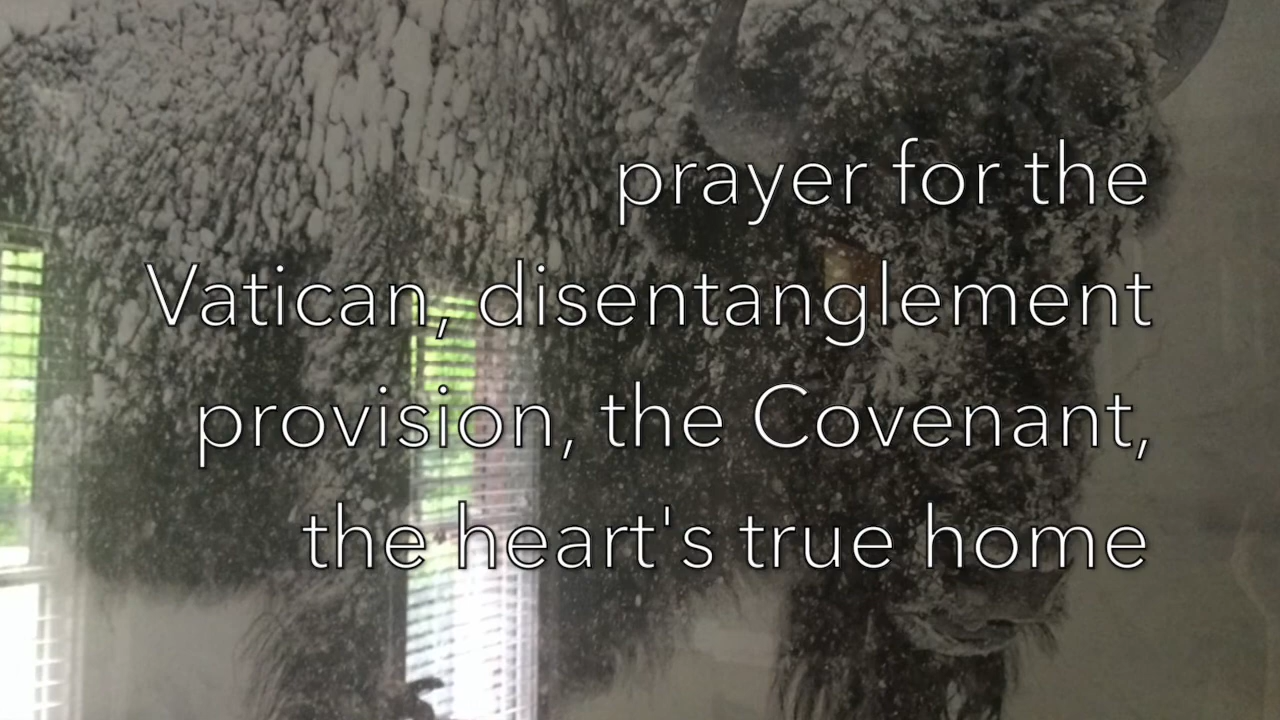 prayer for the
Vatican, disentanglement
provision, the Covenant,
the heart's true home